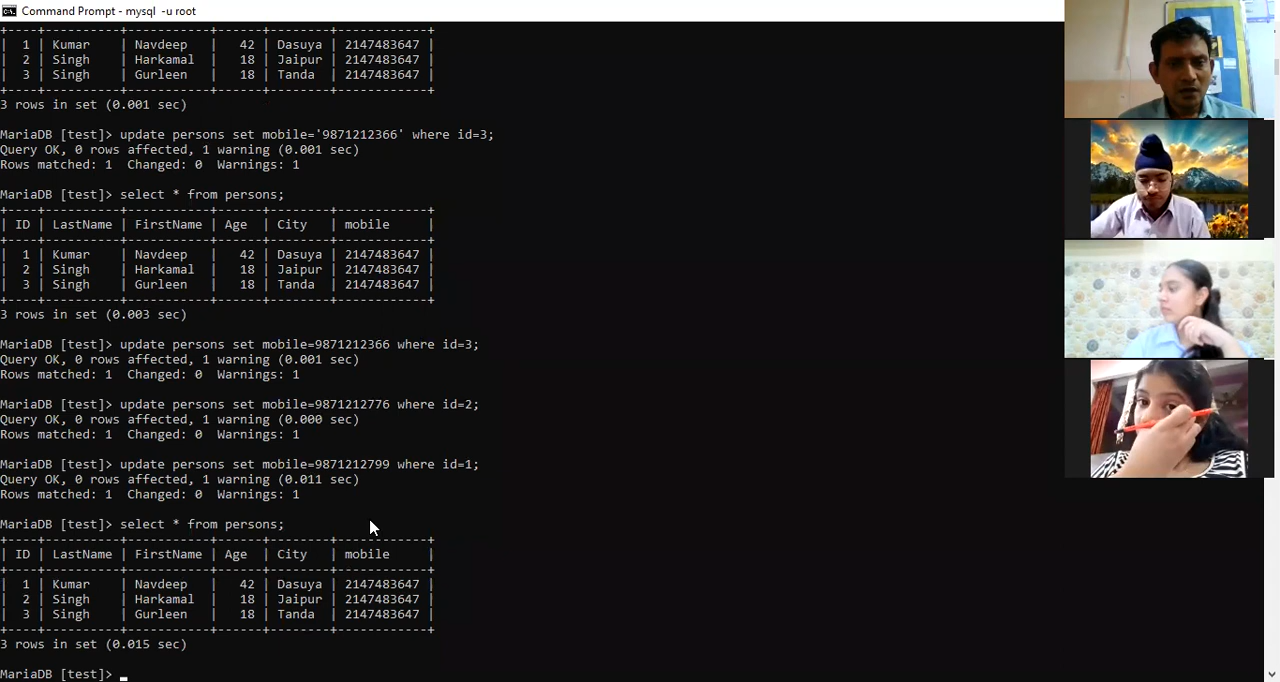 Command Prompt - mysql -u root
+----+----------+-----------+------+--------+------------+
|  1 | Kumar    | Navdeep   |   42 | Dasuya | 2147483647 |
|  2 | Singh    | Harkamal  |   18 | Jaipur | 2147483647 |
|  3 | Singh    | Gurleen   |   18 | Tanda  | 2147483647 |
+----+----------+-----------+------+--------+------------+
3 rows in set (0.001 sec)
MariaDB [test]> update persons set mobile='9871212366' where id=3;
Query OK, 0 rows affected, 1 warning (0.001 sec)
Rows matched: 1  Changed: 0  Warnings: 1
MariaDB [test]> select * from persons;
+----+----------+-----------+------+--------+------------+
| ID | LastName | FirstName | Age  | City   | mobile     |
+----+----------+-----------+------+--------+------------+
|  1 | Kumar    | Navdeep   |   42 | Dasuya | 2147483647 |
|  2 | Singh    | Harkamal  |   18 | Jaipur | 2147483647 |
|  3 | Singh    | Gurleen   |   18 | Tanda  | 2147483647 |
+----+----------+-----------+------+--------+------------+
3 rows in set (0.003 sec)
MariaDB [test]> update persons set mobile=9871212366 where id=3;
Query OK, 0 rows affected, 1 warning (0.001 sec)
Rows matched: 1  Changed: 0  Warnings: 1
MariaDB [test]> update persons set mobile=9871212776 where id=2;
Query OK, 0 rows affected, 1 warning (0.000 sec)
Rows matched: 1  Changed: 0  Warnings: 1
MariaDB [test]> update persons set mobile=9871212799 where id=1;
Query OK, 0 rows affected, 1 warning (0.011 sec)
Rows matched: 1  Changed: 0  Warnings: 1
MariaDB [test]> select * from persons;
+----+----------+-----------+------+--------+------------+
| ID | LastName | FirstName | Age  | City   | mobile     |
+----+----------+-----------+------+--------+------------+
|  1 | Kumar    | Navdeep   |   42 | Dasuya | 2147483647 |
|  2 | Singh    | Harkamal  |   18 | Jaipur | 2147483647 |
|  3 | Singh    | Gurleen   |   18 | Tanda  | 2147483647 |
+----+----------+-----------+------+--------+------------+
3 rows in set (0.015 sec)
MariaDB [test]>